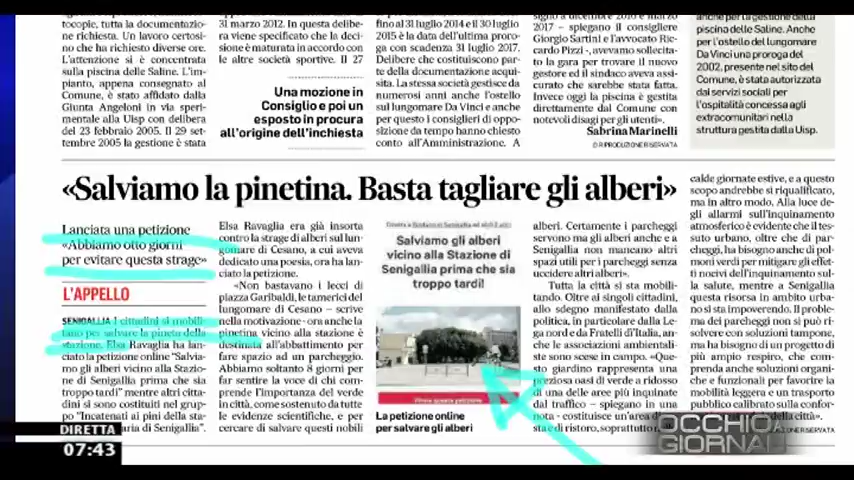 tocopie, tutta la documenta-
zione richiesta. Un lavoro certosi-
no che ha richiesto diverse ore.
L'attenzione si è concentrata
sulla piscina delle Saline. L'im-
pianto, appena consegnato al
Comune, è stato affidato dalla
Giunta Angeloni in via speri-
mentale alla Uisp con delibera
del 23 febbraio 2005. Il 29 set-
tembre 2005 la gestione è stata
31 marzo 2012. In questa delibe-
ra viene specificato che la deci-
sione è maturata in accordo con
le altre società sportive. Il 27
Una mozione in
Consiglio e poi un
esposto in procura
all'origine dell'inchiesta
fino al 31 luglio 2014 e il 30 luglio
2015 è la data dell'ultima proro-
ga con scadenza 31 luglio 2017.
Delibere che costituiscono par-
te della documentazione acqui-
sita. La stessa società gestisce da
numerosi anni anche l'ostello
sul lungomare Da Vinci e anche
per questo i consiglieri di oppo-
sizione da tempo hanno chiesto
conto all'Amministrazione. A
2017 - spiegano il consigliere
Giorgio Sartini e l'avvocato Ric-
cardo Pizzi -, avevamo sollecita-
to la gara per trovare il nuovo
gestore ed il sindaco aveva assi-
curato che sarebbe stata fatta.
Invece oggi la piscina è gestita
direttamente dal Comune con
notevoli disagi per gli utenti».
Sabrina Marinelli
© RIPRODUZIONE RISERVATA
anche per la gestione della
piscina delle Saline. Anche
per l'ostello del lungomare
Da Vinci una proroga del
2002, presente nel sito del
Comune, è stata autorizzata
dai servizi sociali per
l'ospitalità concessa agli
extracomunitari nella
struttura gestita dalla Uisp.
«Salviamo la pinetina. Basta tagliare gli alberi»
Lanciata una petizione
«Abbiamo otto giorni
per evitare questa strage»
L'APPELLO
SENIGALLIA I cittadini si mobili-
tano per salvare la pineta della
stazione. Elsa Ravaglia ha lan-
ciato la petizione online "Salvia-
mo gli alberi vicino alla Stazio-
ne di Senigallia prima che sia
troppo tardi" mentre altri citta-
dini si sono costituiti nel grup-
po "Incatenati ai pini della sta-
aria di Senigallia".
Elsa Ravaglia era già insorta
contro la strage di alberi sul lun-
gomare di Cesano, a cui aveva
dedicato una poesia, ora ha lan-
ciato la petizione.
«Non bastavano i lecci di
piazza Garibaldi, le tamerici del
lungomare di Cesano - scrive
nella motivazione - ora anche la
pinetina vicino alla stazione è
destinata all'abbattimento per
fare spazio ad un parcheggio.
Abbiamo soltanto 8 giorni per
far sentire la voce di chi com-
prende l'importanza del verde
in città, come sostenuto da tutte
le evidenze scientifiche, e per
cercare di salvare questi nobili
Salviamo gli alberi
vicino alla Stazione di
Senigallia prima che sia
troppo tardi!
La petizione online
per salvare gli alberi
alberi. Certamente i parcheggi
servono ma gli alberi anche e a
Senigallia non mancano altri
spazi utili per i parcheggi senza
uccidere altri alberi».
Tutta la città si sta mobilitan-
do. Oltre ai singoli cittadini,
allo sdegno manifestato dalla
politica, in particolare dalla Le-
ga nord e da Fratelli d'Italia, an-
che le associazioni ambientali-
ste sono scese in campo. «Que-
sto giardino rappresenta una
preziosa oasi di verde a ridosso
di una delle aree più inquinate
dal traffico - spiegano in una
nota - costituisce un'area di
sta e di ristoro, soprattutto
calde giornate estive, e a questo
scopo andrebbe sì riqualificato,
ma in altro modo. Alla luce de-
gli allarmi sull'inquinamento
atmosferico è evidente che il tes-
suto urbano, oltre che di par-
cheggi, ha bisogno anche di pol-
moni verdi per mitigare gli effet-
ti nocivi dell'inquinamento sul-
la salute, mentre a Senigallia
questa risorsa in ambito urba-
no si sta impoverendo. Il proble-
ma dei parcheggi non si può ri-
solvere con soluzioni tampone,
ma ha bisogno di un progetto di
più ampio respiro, che com-
prenda anche soluzioni organi-
che e funzionali per favorire la
mobilità leggera e un trasporto
pubblico calibrato sulla confor-
della città».
DIRETTA
07:43
OCCHIO
GIORNALI